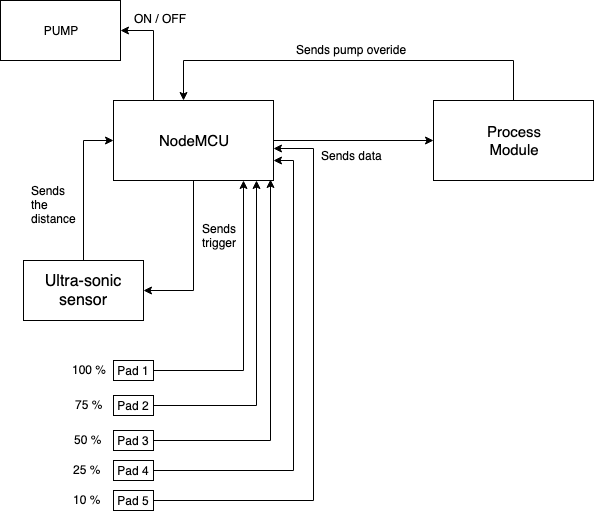 PUMP
ON / OFF
Sends pump overide
NodeMCU
Process
Module
Sends data
Sends
the
distance
Sends
trigger
Ultra-sonic
sensor
100 % Pad 1
75 % Pad 2
50 % Pad 3
25 % Pad 4
10 % Pad 5